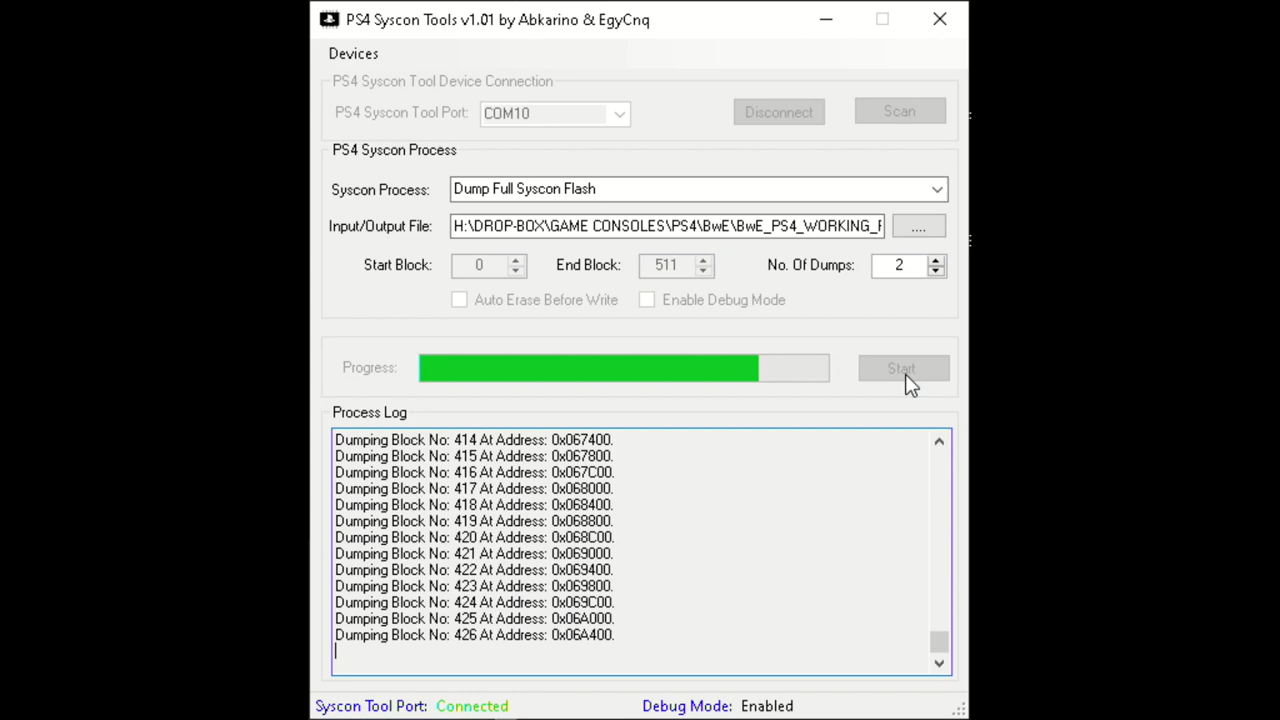 PS4 Syscon Tools v1.01 by Abkarino & EgyCnq
Devices
PS4 Syscon Tool Device Connection
PS4 Syscon Tool Port: COM10 Disconnect Scan
PS4 Syscon Process
Syscon Process: Dump Full Syscon Flash
Input/Output File: H:\DROP-BOX\GAME CONSOLES\PS4\BwE\BwE_PS4_WORKING_ ....
Start Block: 0 End Block: 511 No. Of Dumps: 2
Auto Erase Before Write Enable Debug Mode
Progress: Start
Process Log
Dumping Block No: 414 At Address: 0x067400.
Dumping Block No: 415 At Address: 0x067800.
Dumping Block No: 416 At Address: 0x067C00.
Dumping Block No: 417 At Address: 0x068000.
Dumping Block No: 418 At Address: 0x068400.
Dumping Block No: 419 At Address: 0x068800.
Dumping Block No: 420 At Address: 0x068C00.
Dumping Block No: 421 At Address: 0x069000.
Dumping Block No: 422 At Address: 0x069400.
Dumping Block No: 423 At Address: 0x069800.
Dumping Block No: 424 At Address: 0x069C00.
Dumping Block No: 425 At Address: 0x06A000.
Dumping Block No: 426 At Address: 0x06A400.
Syscon Tool Port: Connected Debug Mode: Enabled